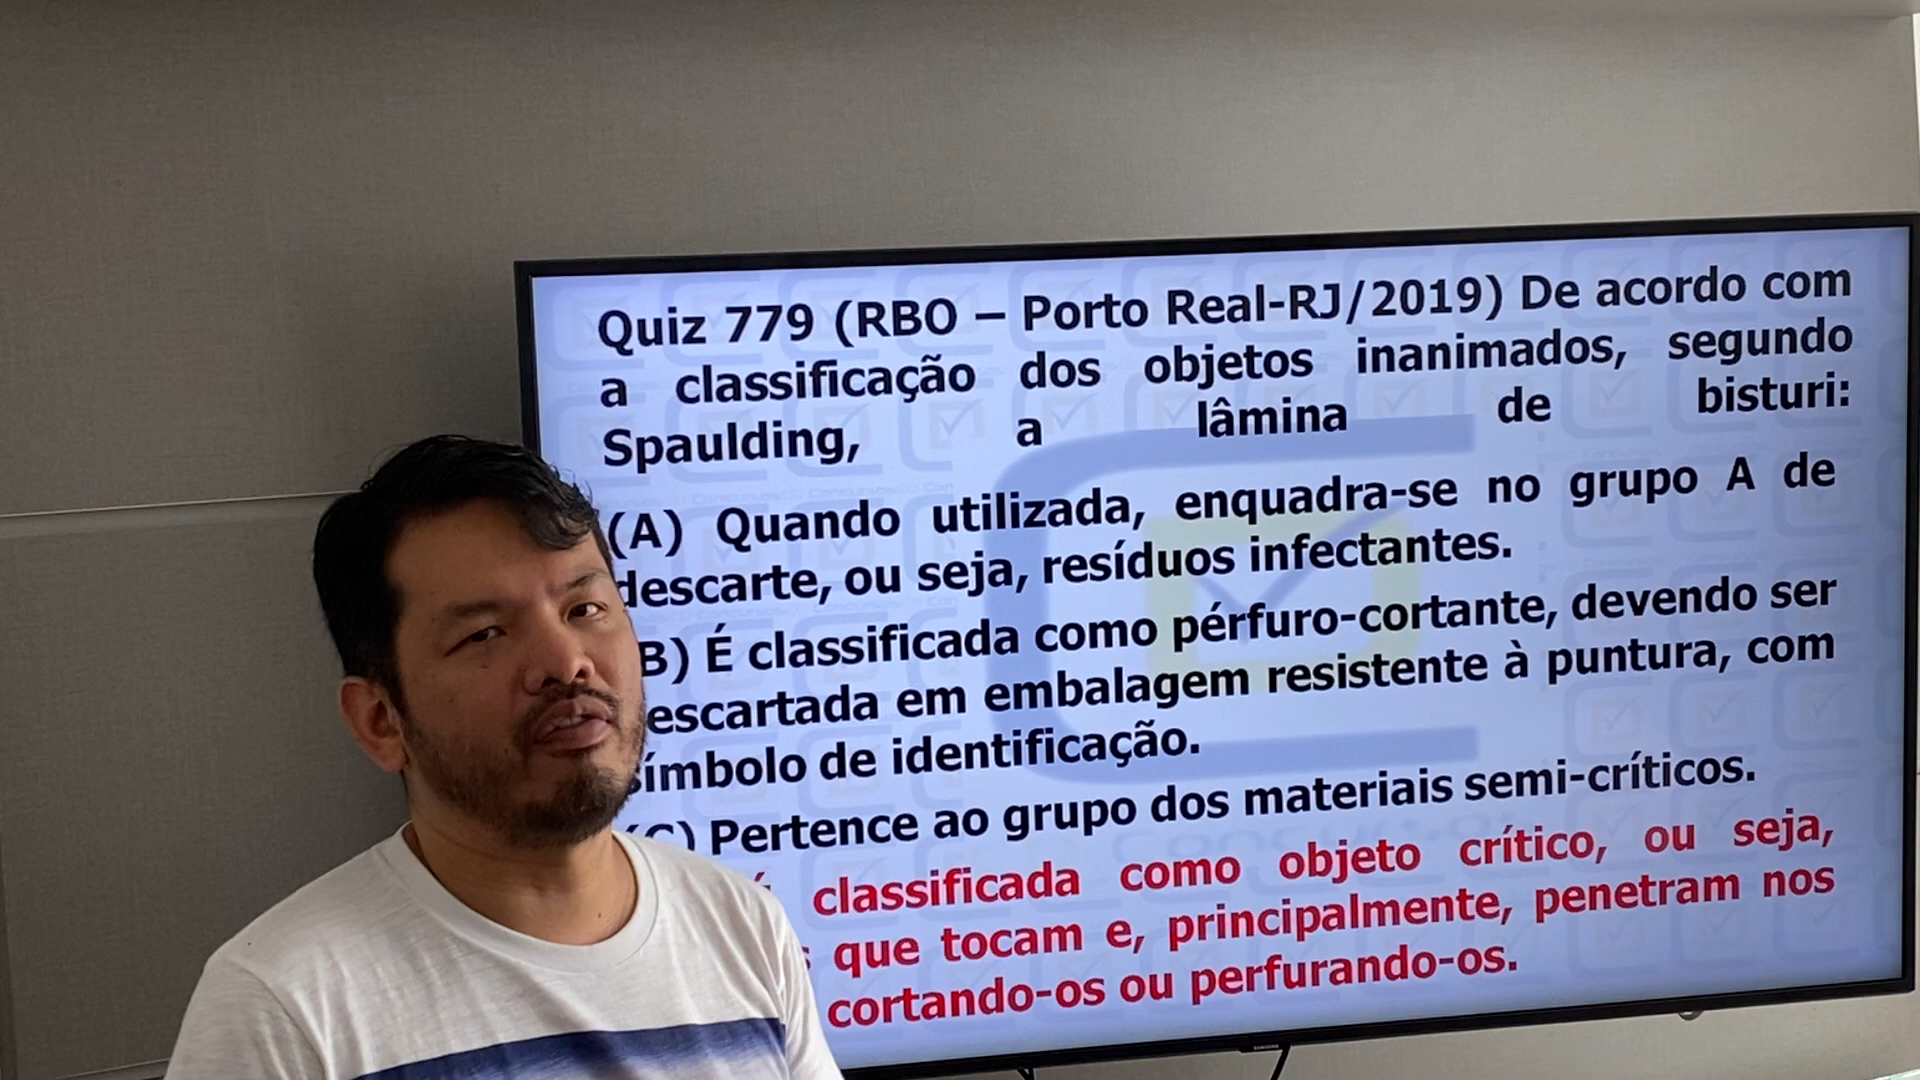 Quiz 779 (RBO – Porto Real-RJ/2019) De acordo com
a classificação dos objetos inanimados, segundo
Spaulding, a lâmina de bisturi:
(A) Quando utilizada, enquadra-se no grupo A de
descarte, ou seja, resíduos infectantes.
B) É classificada como pérfuro-cortante, devendo ser
escartada em embalagem resistente à puntura, com
ímbolo de identificação.
(C) Pertence ao grupo dos materiais semi-críticos.
classificada como objeto crítico, ou seja,
que tocam e, principalmente, penetram nos
cortando-os ou perfurando-os.
SAMSUNG